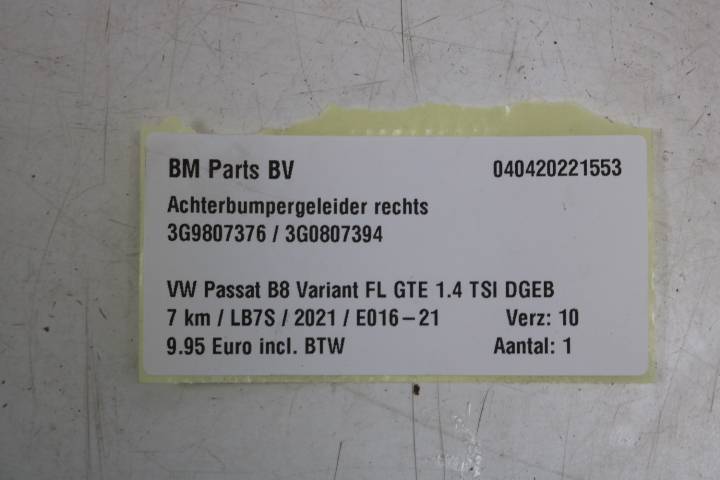 BM Parts BV 040420221553
Achterbumpergeleider rechts
3G9807376 / 3G0807394
VW Passat B8 Variant FL GTE 1.4 TSI DGEB
7 km / LB7S / 2021 / E016-21 Verz: 10
9.95 Euro incl. BTW Aantal: 1